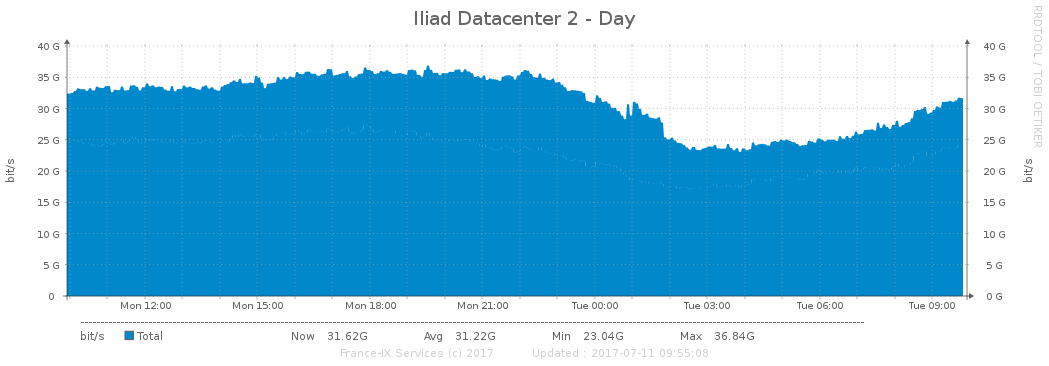 Iliad Datacenter 2 - Day
RRDTOOL / TOBI OETIKER
40 G 40 G
35 G 35 G
30 G 30 G
25 G 25 G
20 G 20 G
15 G 15 G
10 G 10 G
5 G 5 G
0 0 G
bit/s bit/s
Mon 12:00 Mon 15:00 Mon 18:00 Mon 21:00 Tue 00:00 Tue 03:00 Tue 06:00 Tue 09:00
bit/s Total Now 31.62G Avg 31.22G Min 23.04G Max 36.84G
France-IX Services (c) 2017 Updated : 2017-07-11 09:55:08